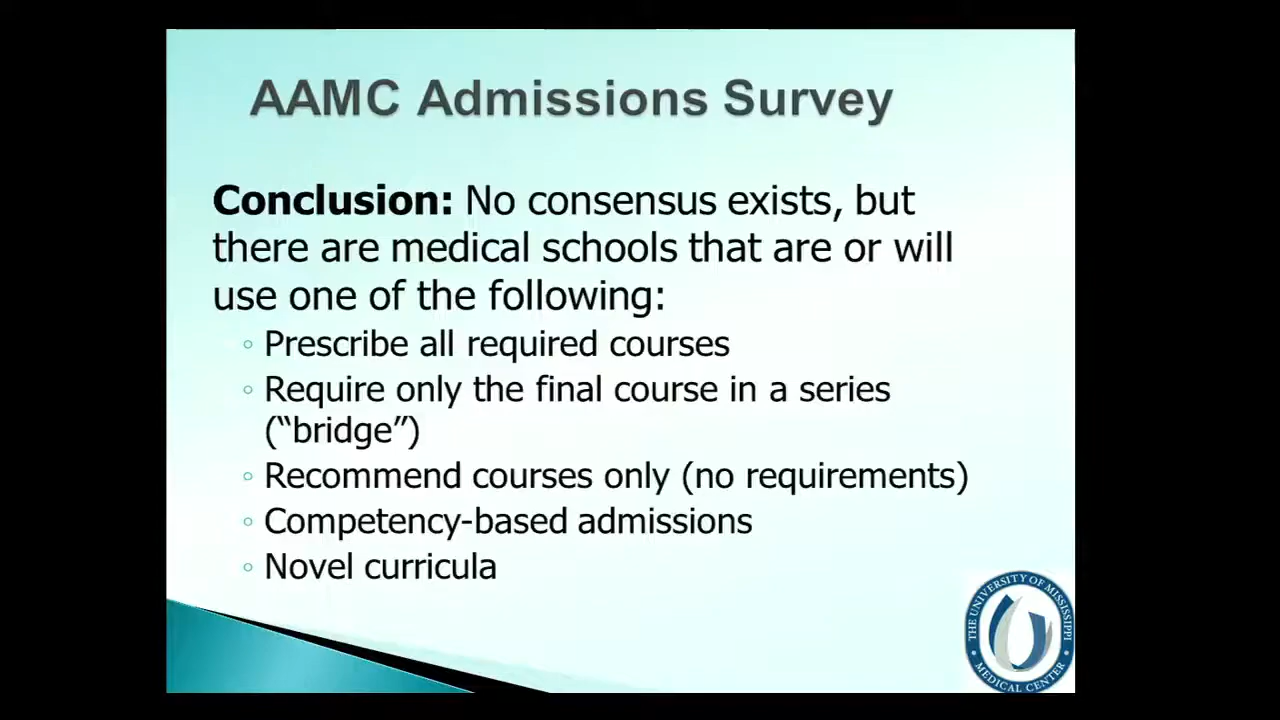 AAMC Admissions Survey
Conclusion: No consensus exists, but
there are medical schools that are or will
use one of the following:
◦ Prescribe all required courses
◦ Require only the final course in a series
(“bridge”)
◦ Recommend courses only (no requirements)
◦ Competency-based admissions
◦ Novel curricula
THE UNIVERSITY OF MISSISSIPPI
• MEDICAL CENTER •